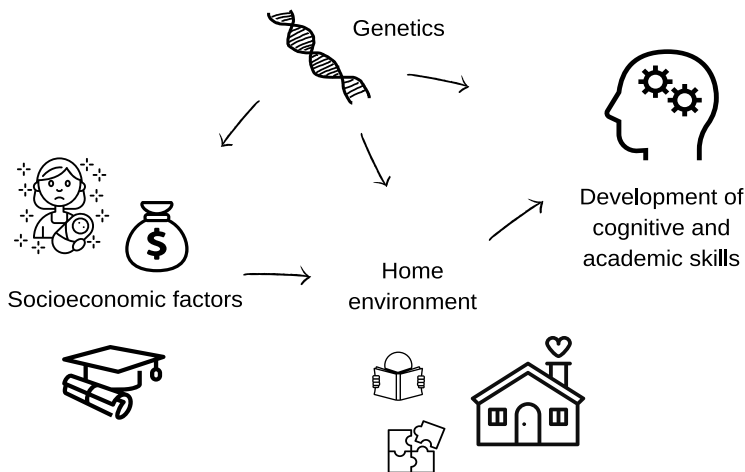 Genetics
Development of
cognitive and
academic skills
$
Socioeconomic factors
Home
environment